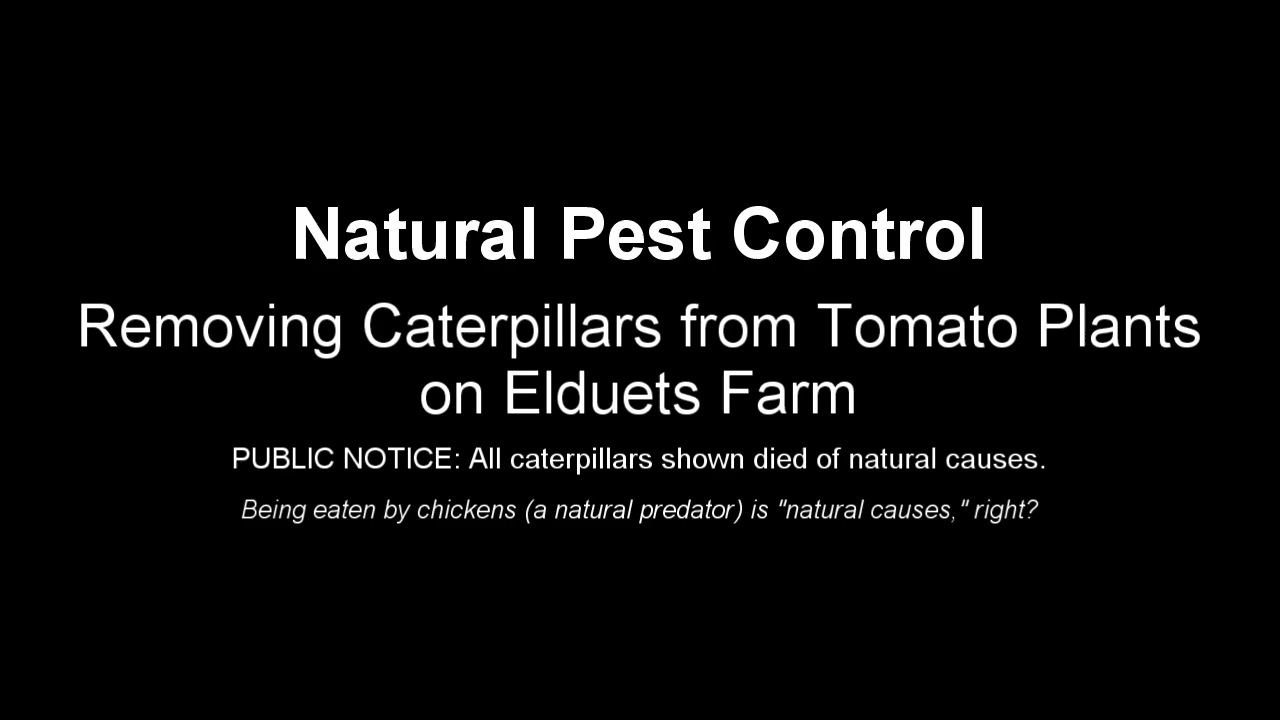 Natural Pest Control
Removing Caterpillars from Tomato Plants
on Elduets Farm
PUBLIC NOTICE: All caterpillars shown died of natural causes.
Being eaten by chickens (a natural predator) is "natural causes," right?